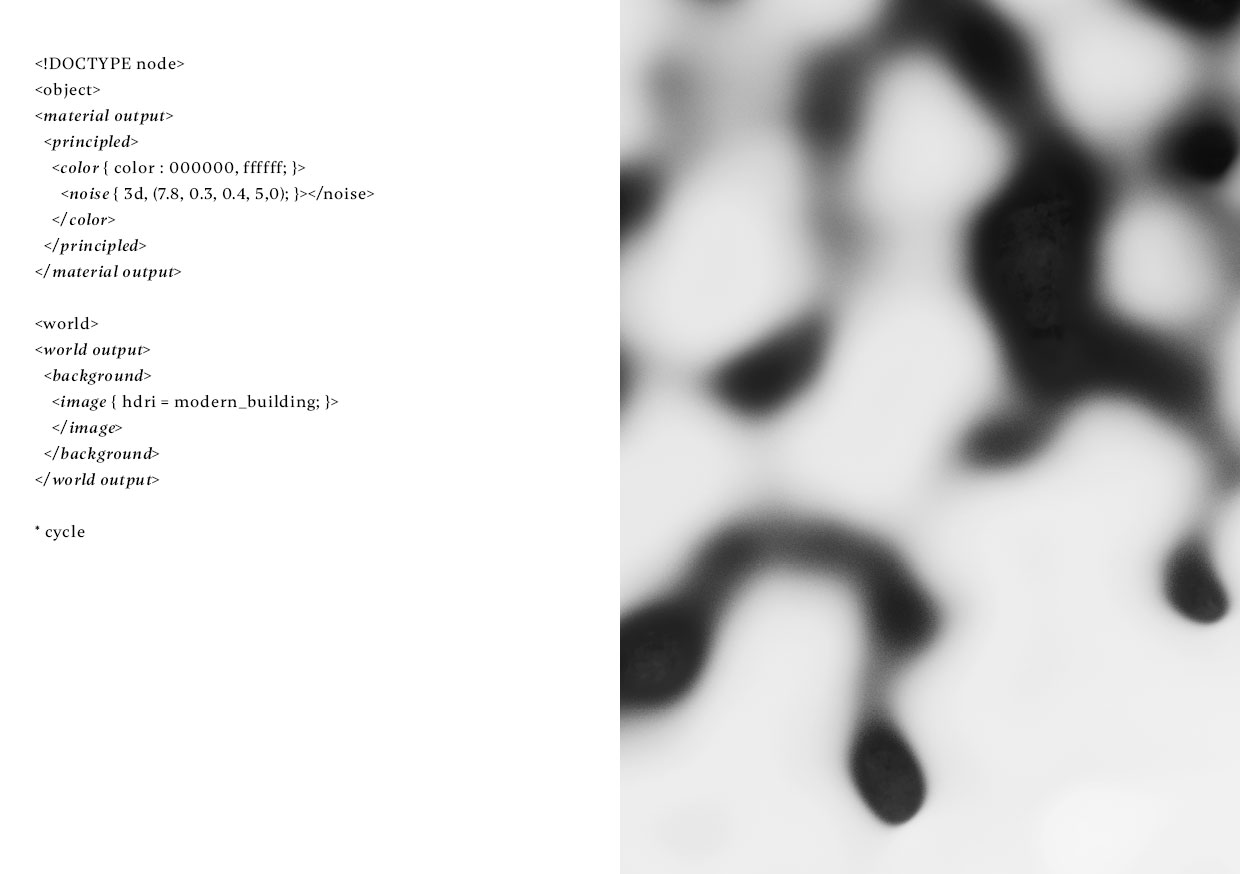 <!DOCTYPE node>
<object>
<material output>
<principled>
<color { color : 000000, ffffff; }>
<noise { 3d, (7.8, 0.3, 0.4, 5,0); }></noise>
</color>
</principled>
</material output>
<world>
<world output>
<background>
<image { hdri = modern_building; }>
</image>
</background>
</world output>
* cycle